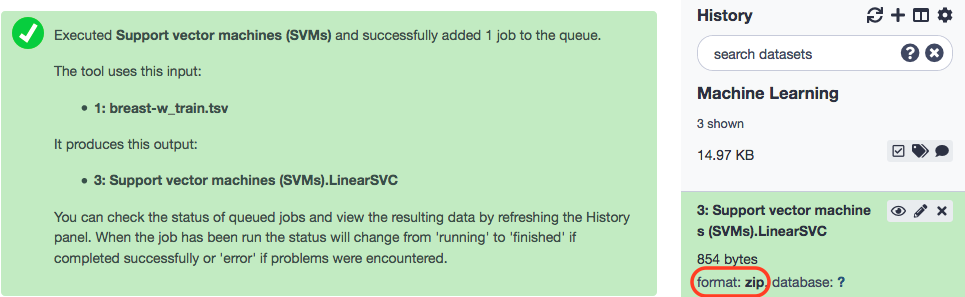 Executed Support vector machines (SVMs) and successfully added 1 job to the queue.
The tool uses this input:
• 1: breast-w_train.tsv
It produces this output:
• 3: Support vector machines (SVMs).LinearSVC
You can check the status of queued jobs and view the resulting data by refreshing the History
panel. When the job has been run the status will change from 'running' to 'finished' if
completed successfully or 'error' if problems were encountered.
History
search datasets
Machine Learning
3 shown
14.97 KB
3: Support vector machine
s (SVMs).LinearSVC
854 bytes
format: zip, database: ?